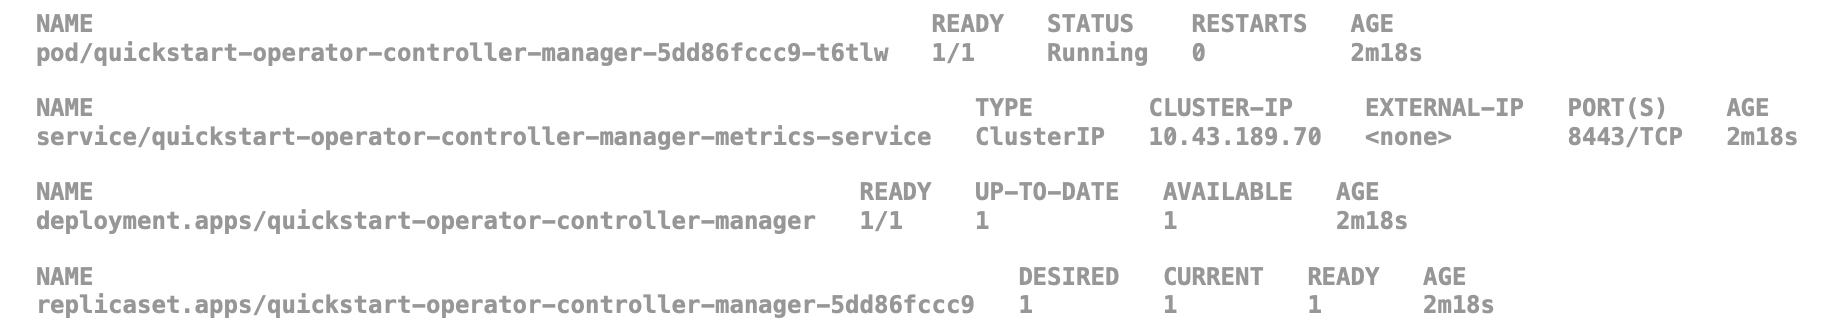 NAME READY STATUS RESTARTS AGE
pod/quickstart-operator-controller-manager-5dd86fccc9-t6tlw 1/1 Running 0 2m18s
NAME TYPE CLUSTER-IP EXTERNAL-IP PORT(S) AGE
service/quickstart-operator-controller-manager-metrics-service ClusterIP 10.43.189.70 <none> 8443/TCP 2m18s
NAME READY UP-TO-DATE AVAILABLE AGE
deployment.apps/quickstart-operator-controller-manager 1/1 1 1 2m18s
NAME DESIRED CURRENT READY AGE
replicaset.apps/quickstart-operator-controller-manager-5dd86fccc9 1 1 1 2m18s